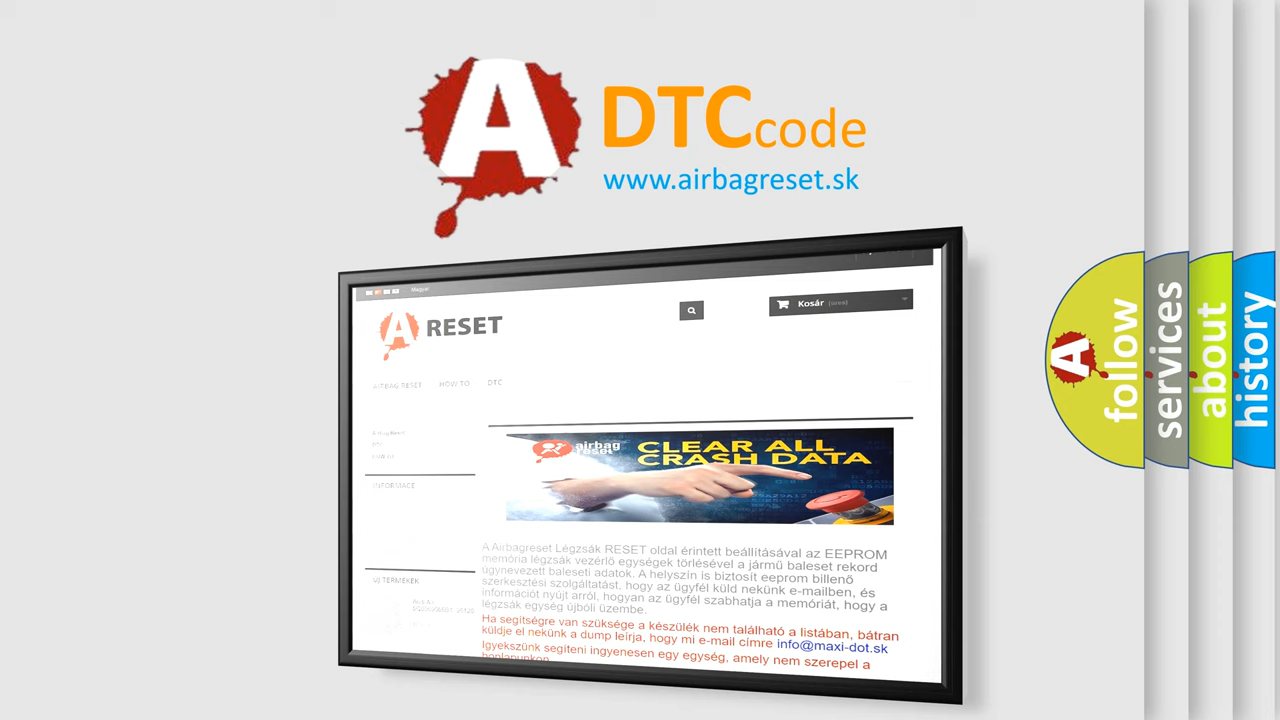 A DTCcode
www.airbagreset.sk
Magyar
A RESET
Kosár (üres)
AIRBAG RESET HOW TO DTC
Airbag Reset
DTC
INFORMACE
airbag
reset
CLEAR ALL
CRASH DATA
A Airbagreset Légzsák RESET oldal érintett beállításával az EEPROM
memória légzsák vezérlő egységek törlésével a jármű baleset rekord
úgynevezett baleseti adatok. A helyszín is biztosít eeprom billenő
szerkesztési szolgáltatást, hogy az ügyfél küld nekünk e-mailben, és
információt nyújt arról, hogyan az ügyfél szabhatja a memóriát, hogy a
légzsák egység újbóli üzembe.
ÚJ TERMÉKEK
Ha segítségre van szüksége a készülék nem található a listában, bátran
küldje el nekünk a dump leírja, hogy mi e-mail címre info@maxi-dot.sk
Igyekszünk segíteni ingyenesen egy egység, amely nem szerepel a
honlapunkon
A follow
services
about
history